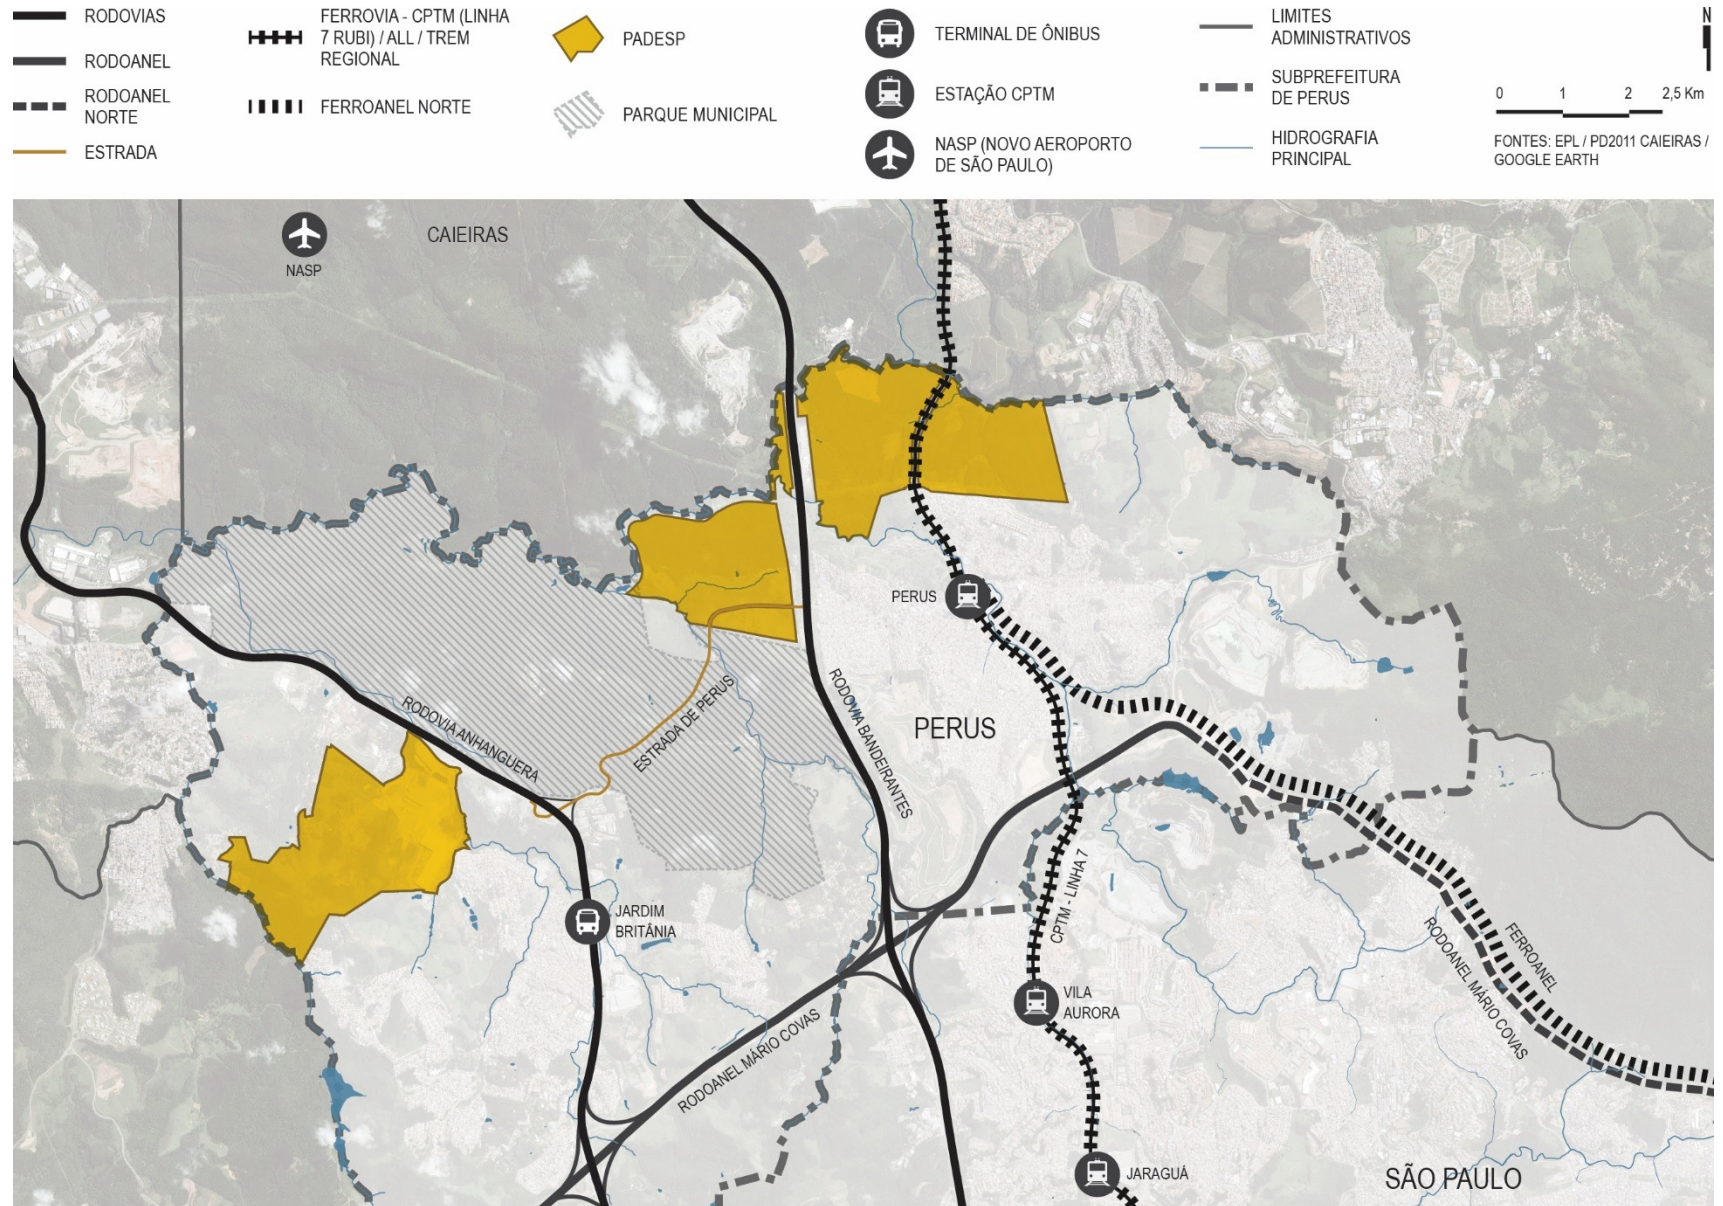 RODOVIAS
RODOANEL
RODOANEL
NORTE
ESTRADA
FERROVIA - CPTM (LINHA
7 RUBI) / ALL / TREM
REGIONAL
FERROANEL NORTE
PADESP
PARQUE MUNICIPAL
TERMINAL DE ÔNIBUS
ESTAÇÃO CPTM
NASP (NOVO AEROPORTO
DE SÃO PAULO)
LIMITES
ADMINISTRATIVOS
SUBPREFEITURA
DE PERUS
HIDROGRAFIA
PRINCIPAL
N
0 1 2 2,5 Km
FONTES: EPL / PD2011 CAIEIRAS /
GOOGLE EARTH
NASP
CAIEIRAS
PERUS
RODOVIA ANHANGUERA
ESTRADA DE PERUS
RODOVIA BANDEIRANTES
PERUS
JARDIM
BRITÂNIA
CPTM - LINHA 7
FERROANEL
RODOANEL MÁRIO COVAS
VILA
AURORA
RODOANEL MÁRIO COVAS
JARAGUÁ
SÃO PAULO